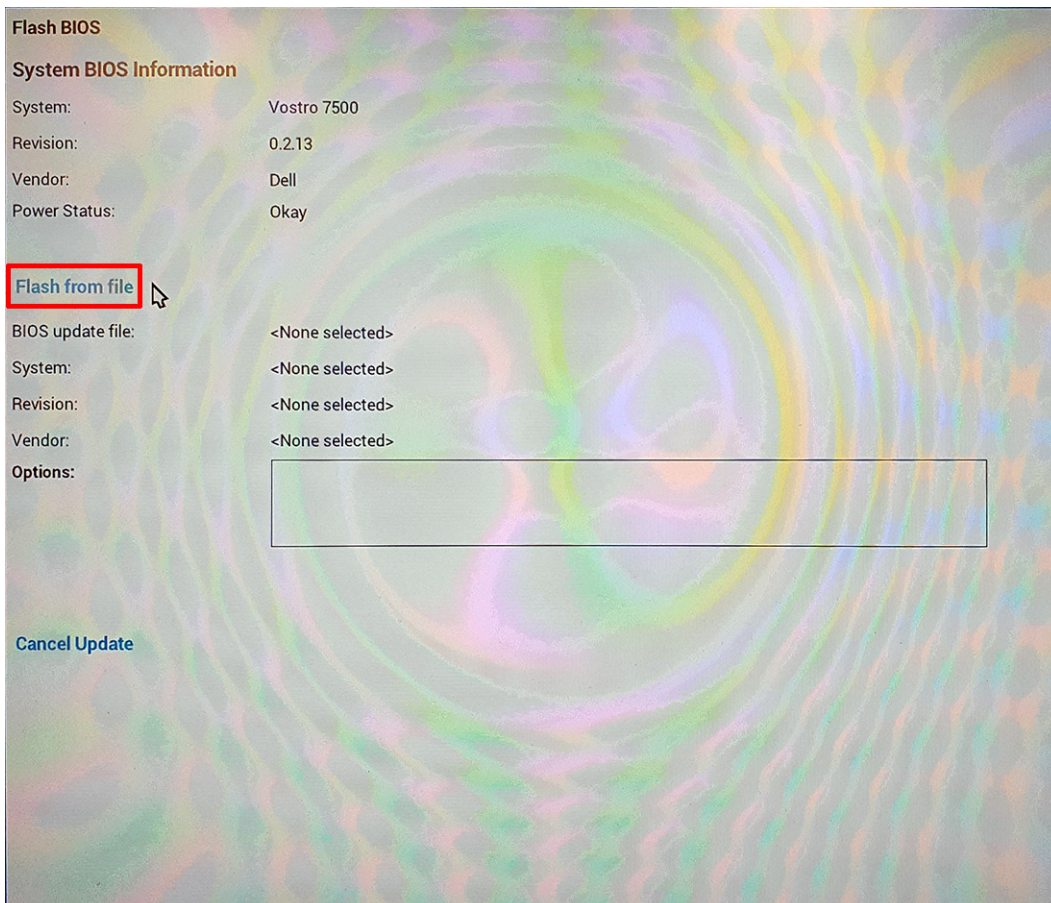 Flash BIOS
System BIOS Information
System: Vostro 7500
Revision: 0.2.13
Vendor: Dell
Power Status: Okay
Flash from file
BIOS update file: <None selected>
System: <None selected>
Revision: <None selected>
Vendor: <None selected>
Options:
Cancel Update